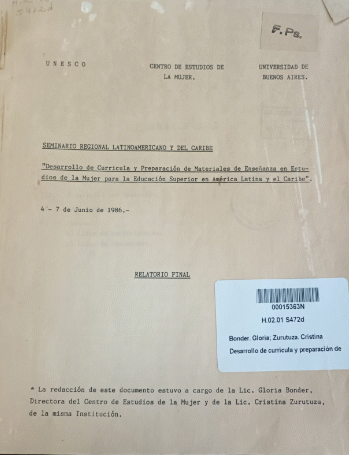 F.Ps.
UNESCO
CENTRO DE ESTUDIOS DE
LA MUJER.
UNIVERSIDAD DE
BUENOS AIRES.
SEMINARIO REGIONAL LATINOAMERICANO Y DEL CARIBE
"Desarrollo de Curricula y Preparación de Materiales de Enseñanza en Estu-
dios de la Mujer para la Educación Superior en América Latina y el Caribe".
4 - 7 de Junio de 1986.-
RELATORIO FINAL
00015363N
H.02.01 S472d
Bonder, Gloria; Zurutuza, Cristina
Desarrollo de curricula y preparación de
* La redacción de este documento estuvo a cargo de la Lic. Gloria Bonder,
Directora del Centro de Estudios de la Mujer y de la Lic. Cristina Zurutuza,
de la misma Institución.